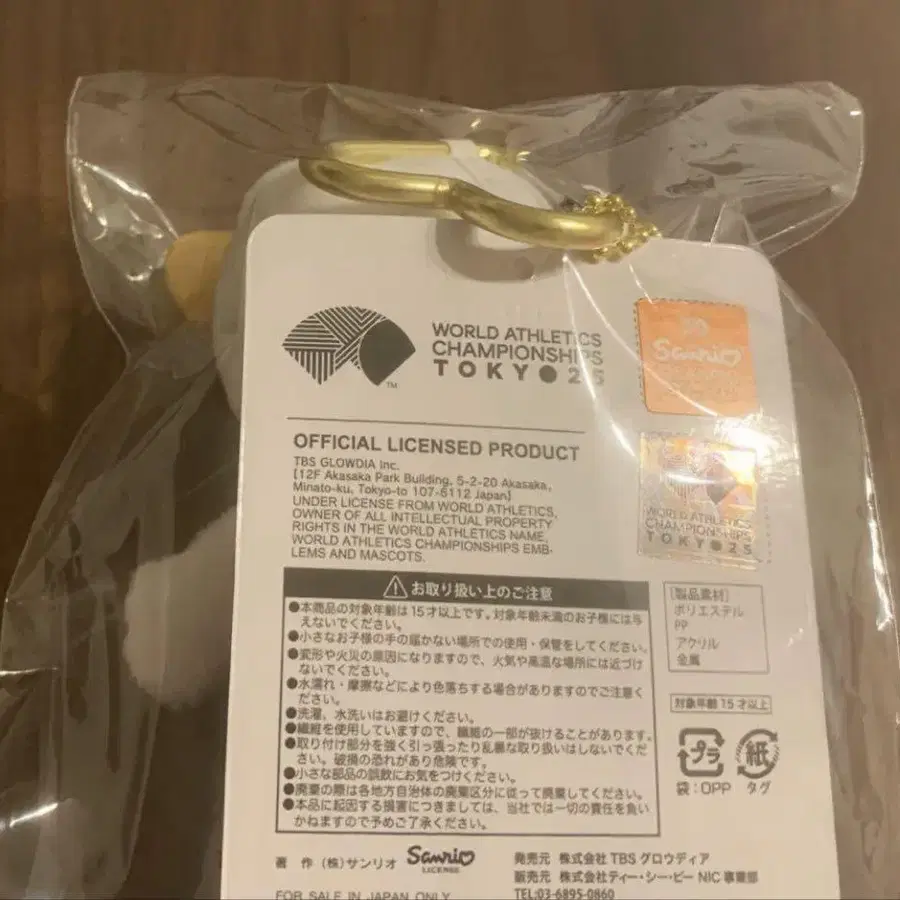 WORLD ATHLETICS
CHAMPIONSHIPS
TOKYO 25
TM
Sanrio
OFFICIAL LICENSED PRODUCT
TBS GLOWDIA Inc.
[12F Akasaka Park Building, 5-2-20 Akasaka,
Minato-ku, Tokyo-to 107-6112 Japan]
UNDER LICENSE FROM WORLD ATHLETICS,
OWNER OF ALL INTELLECTUAL PROPERTY
RIGHTS IN THE WORLD ATHLETICS NAME,
WORLD ATHLETICS CHAMPIONSHIPS EMB-
LEMS AND MASCOTS.
WORLD ATHLETICS
CHAMPIONSHIPS
TOKYO 25
お取り扱い上のご注意
●本商品の対象年齢は15才以上です。対象年齢未満のお子様には与
えないでください。
●小さなお子様の手の届かない場所での使用・保管をしてください。
●変形や火災の原因になりますので、火気や高温な場所には近づけ
ないでください。
●水濡れ・摩擦などにより色落ちする場合がありますのでご注意く
ださい。
●洗濯、水洗いはお避けください。
●繊維を使用していますので、繊維の一部が抜けることがあります。
●取り付け部分を強く引っ張ったり乱暴な取り扱いはしないでくだ
さい。破損の恐れがあり危険です。
●小さな部品の誤飲にお気をつけください。
●廃棄の際は各地方自治体の廃棄区分に従って廃棄してください。
●本品に起因する損害につきましては、当社では一切の責任を負い
かねますので予めご了承ください。
[製品素材]
ポリエステル
PP
アクリル
金属
対象年齢15才以上
プラ 紙
袋:OPP タグ
著 作 (株)サンリオ Sanrio
LICENSE
発売元 株式会社TBSグロウディア
販売元 株式会社ティー・シー・ピー NIC事業部
TEL:03-6895-0860
FOR SALE IN JAPAN ONLY